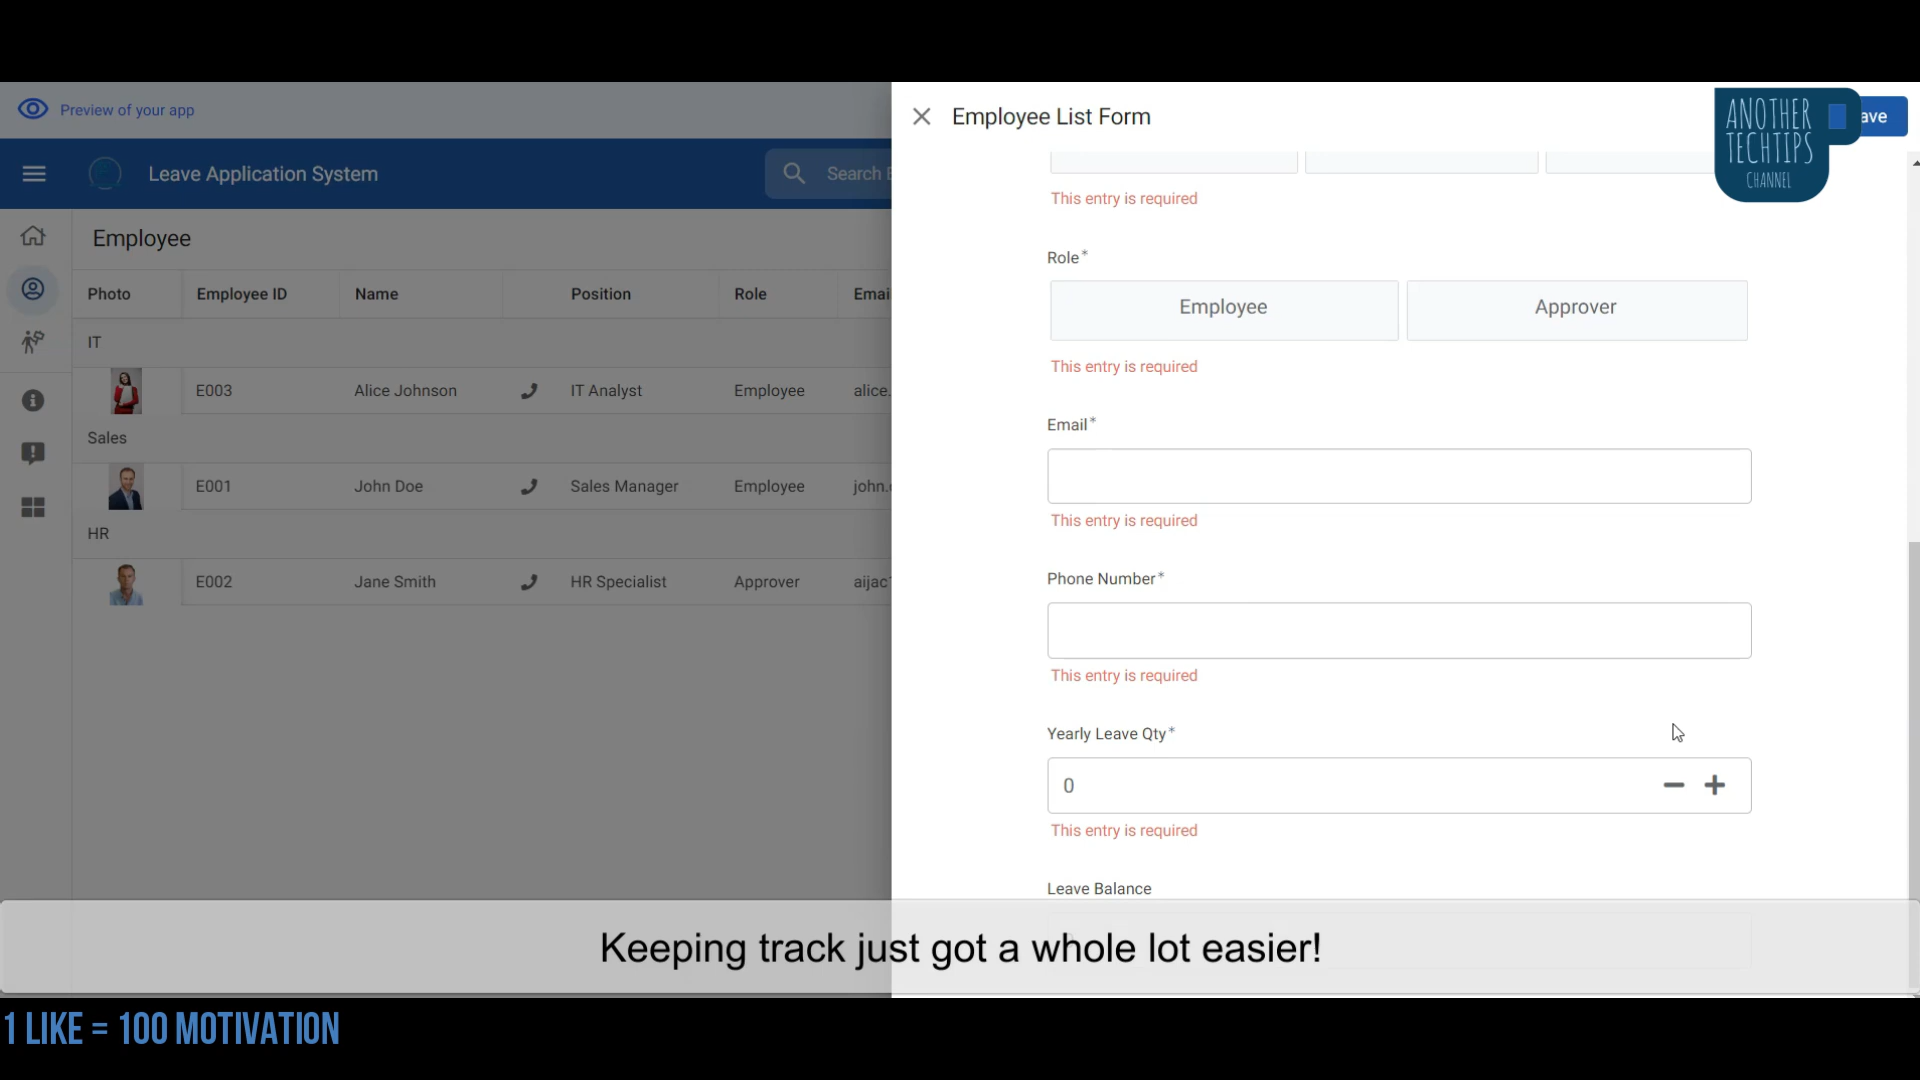 Preview of your app
Employee List Form
ANOTHER
TECHTIPS
CHANNEL
ave
Leave Application System
Search
This entry is required
Employee
Role*
Employee
Approver
Photo
Employee ID
Name
Position
Role
Emai
IT
This entry is required
E003
Alice Johnson
IT Analyst
Employee
alice.
Email*
Sales
E001
John Doe
Sales Manager
Employee
john.
This entry is required
HR
E002
Jane Smith
HR Specialist
Approver
aijac
Phone Number*
This entry is required
Yearly Leave Qty*
0
This entry is required
Leave Balance
Keeping track just got a whole lot easier!
1 LIKE = 100 MOTIVATION